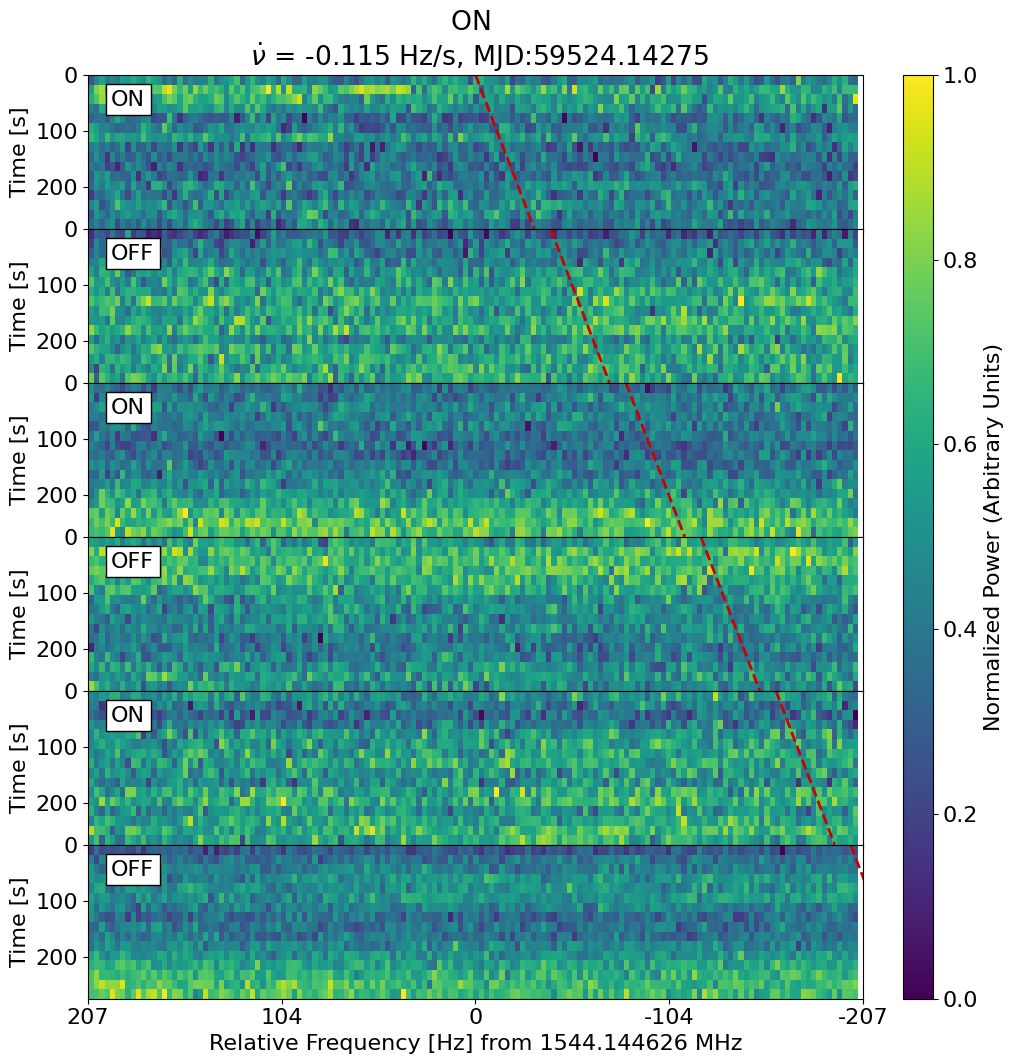 ON
ν̇ = -0.115 Hz/s, MJD:59524.14275
0
ON
100
200
Time [s]
0
OFF
100
200
Time [s]
0
ON
100
200
Time [s]
0
OFF
100
200
Time [s]
0
ON
100
200
Time [s]
0
OFF
100
200
Time [s]
207 104 0 -104 -207
Relative Frequency [Hz] from 1544.144626 MHz
1.0
0.8
0.6
0.4
0.2
0.0
Normalized Power (Arbitrary Units)